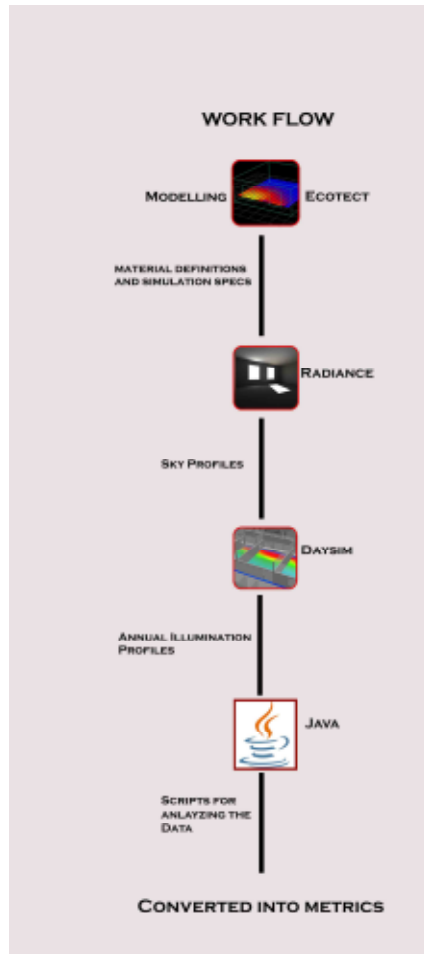 WORK FLOW
MODELLING
ECOTECT
MATERIAL DEFINITIONS
AND SIMULATION SPECS
RADIANCE
SKY PROFILES
DAYSIM
ANNUAL ILLUMINATION
PROFILES
JAVA
SCRIPTS FOR
ANLAYZING THE
DATA
CONVERTED INTO METRICS